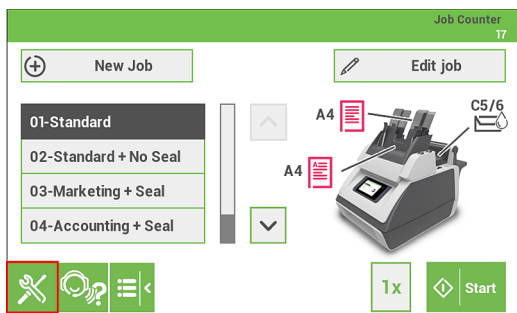 Job Counter
17
New Job
Edit job
01-Standard
02-Standard + No Seal
03-Marketing + Seal
04-Accounting + Seal
A4
C5/6
A4
1x
Start